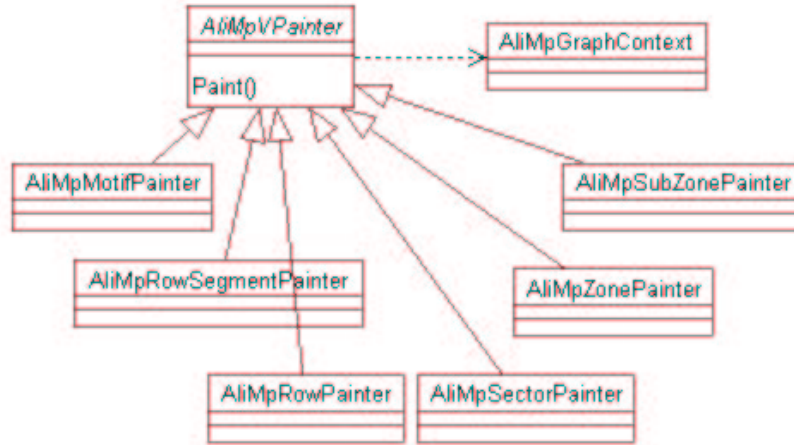 AliMpVPainter
AliMpGraphContext
Paint()
AliMpMotifPainter
AliMpSubZonePainter
AliMpRowSegmentPainter
AliMpZonePainter
AliMpRowPainter
AliMpSectorPainter